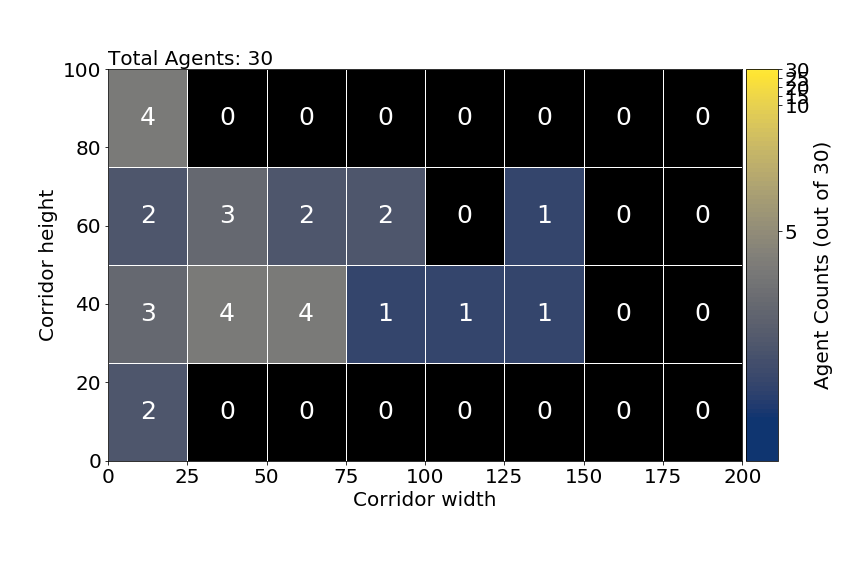 Total Agents: 30
100
80
60
40
20
0
Corridor height
4 0 0 0 0 0 0 0
2 3 2 2 0 1 0 0
3 4 4 1 1 1 0 0
2 0 0 0 0 0 0 0
0 25 50 75 100 125 150 175 200
Corridor width
30
25
20
15
10
5
Agent Counts (out of 30)